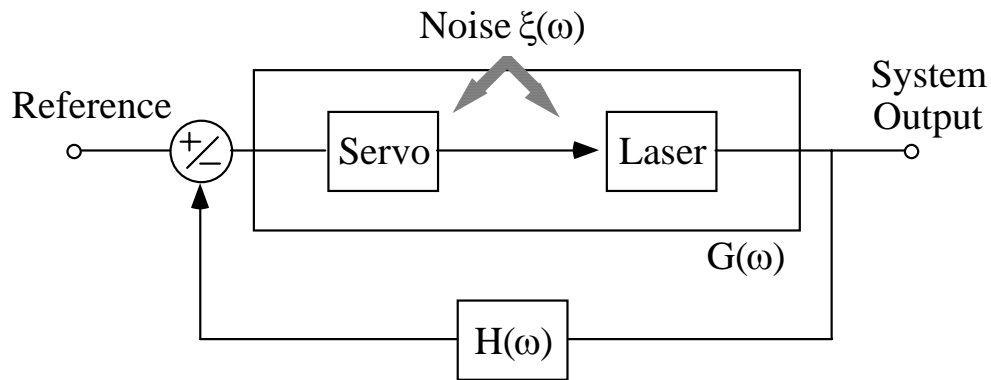 Noise ξ(ω)
System
Output
Reference
+/−
Servo
Laser
G(ω)
H(ω)